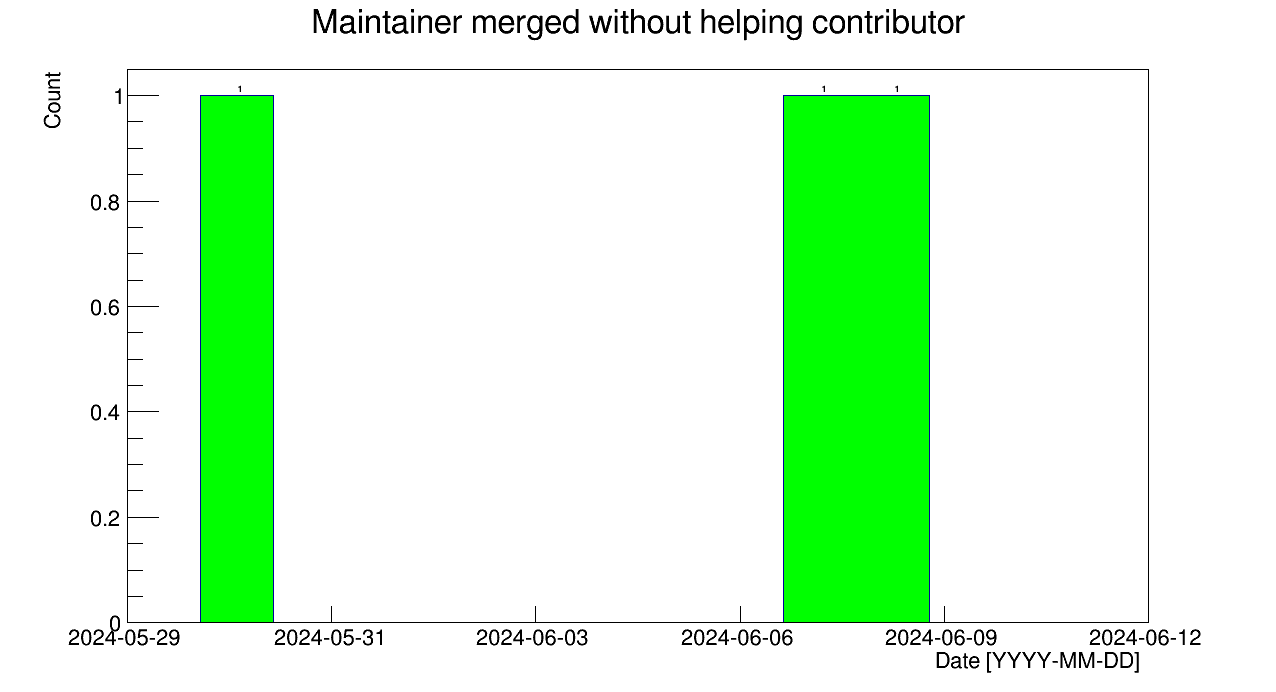 Maintainer merged without helping contributor
Count
1
1 1 1
0.8
0.6
0.4
0.2
0
2024-05-29 2024-05-31 2024-06-03 2024-06-06 2024-06-09 2024-06-12
Date [YYYY-MM-DD]